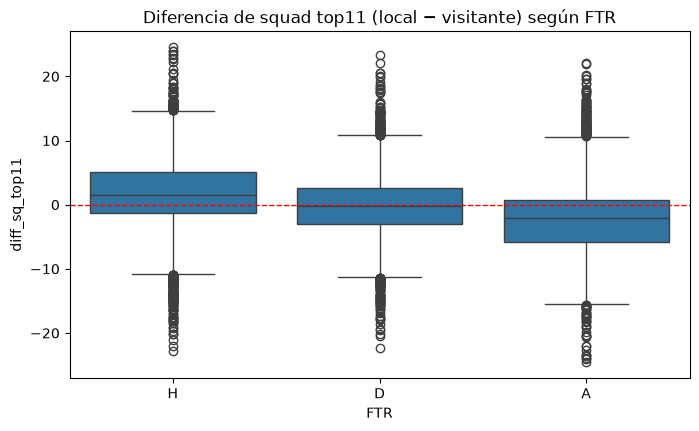 Diferencia de squad top11 (local − visitante) según FTR
diff_sq_top11
20
10
0
−10
−20
H D A
FTR